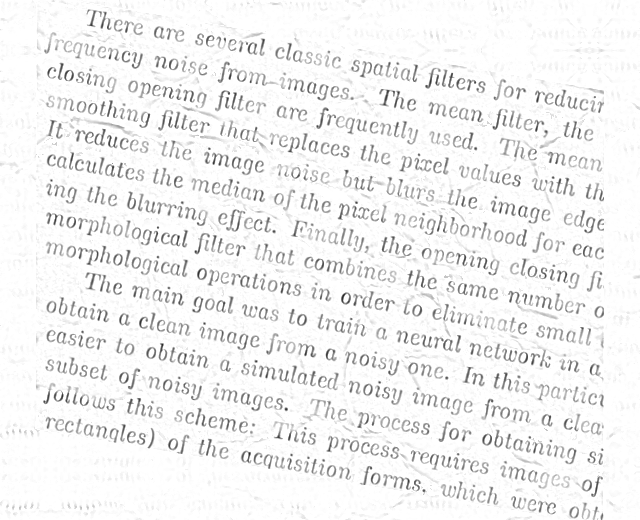 There are several classic spatial filters for reducin
frequency noise from images. The mean filter, the
closing opening filter are frequently used. The mean
smoothing filter that replaces the pixel values with th
It reduces the image noise but blurs the image edge
calculates the median of the pixel neighborhood for eac
ing the blurring effect. Finally, the opening closing fi
morphological filter that combines the same number o
morphological operations in order to eliminate small
The main goal was to train a neural network in a
obtain a clean image from a noisy one. In this partic
easier to obtain a simulated noisy image from a clea
subset of noisy images. The process for obtaining si
follows this scheme: This process requires images of
rectangles) of the acquisition forms, which were obt